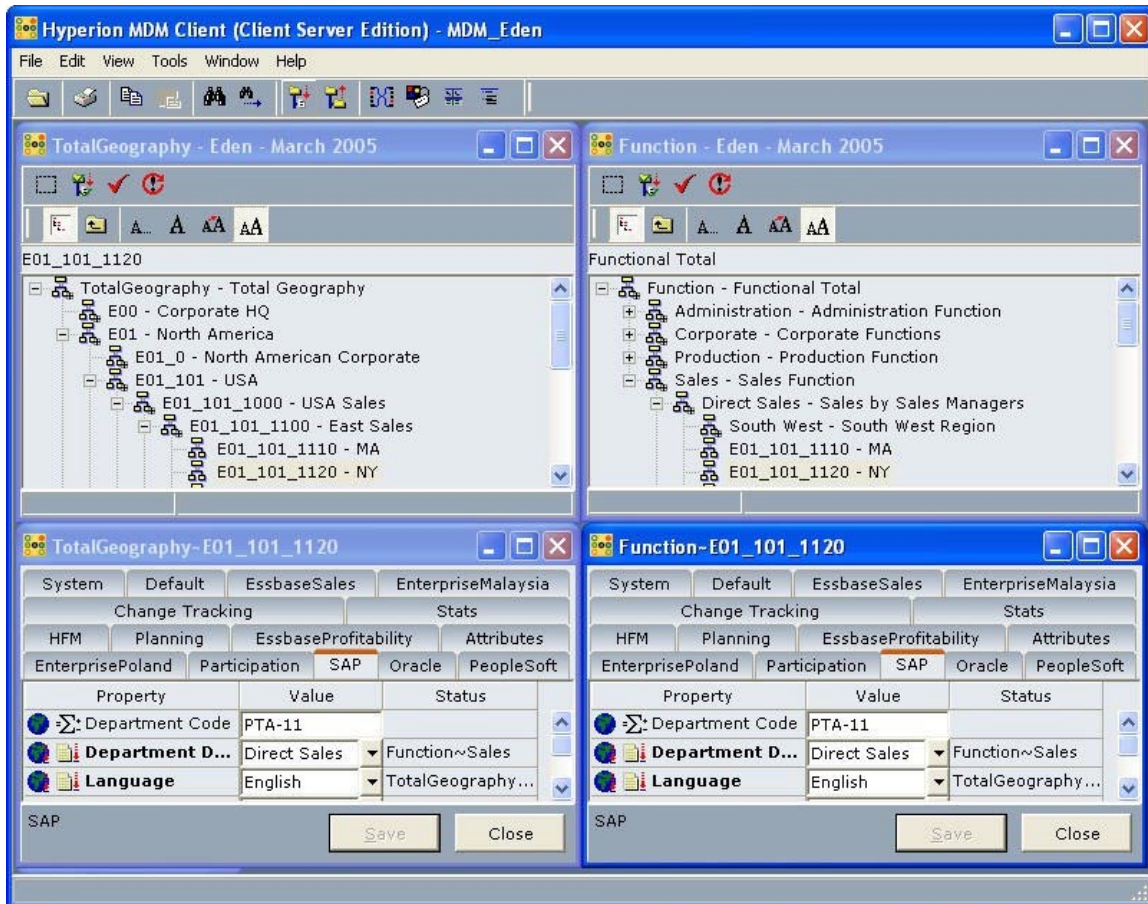 Hyperion MDM Client (Client Server Edition) - MDM_Eden
File Edit View Tools Window Help
TotalGeography - Eden - March 2005
E01_101_1120
TotalGeography - Total Geography
E00 - Corporate HQ
E01 - North America
E01_0 - North American Corporate
E01_101 - USA
E01_101_1000 - USA Sales
E01_101_1100 - East Sales
E01_101_1110 - MA
E01_101_1120 - NY
Function - Eden - March 2005
Functional Total
Function - Functional Total
Administration - Administration Function
Corporate - Corporate Functions
Production - Production Function
Sales - Sales Function
Direct Sales - Sales by Sales Managers
South West - South West Region
E01_101_1110 - MA
E01_101_1120 - NY
TotalGeography~E01_101_1120
System Default EssbaseSales EnterpriseMalaysia
Change Tracking Stats
HFM Planning EssbaseProfitability Attributes
EnterprisePoland Participation SAP Oracle PeopleSoft
Property Value Status
Department Code PTA-11
Department D... Direct Sales Function~Sales
Language English TotalGeography...
SAP Save Close
Function~E01_101_1120
System Default EssbaseSales EnterpriseMalaysia
Change Tracking Stats
HFM Planning EssbaseProfitability Attributes
EnterprisePoland Participation SAP Oracle PeopleSoft
Property Value Status
Department Code PTA-11
Department D... Direct Sales Function~Sales
Language English TotalGeography...
SAP Save Close